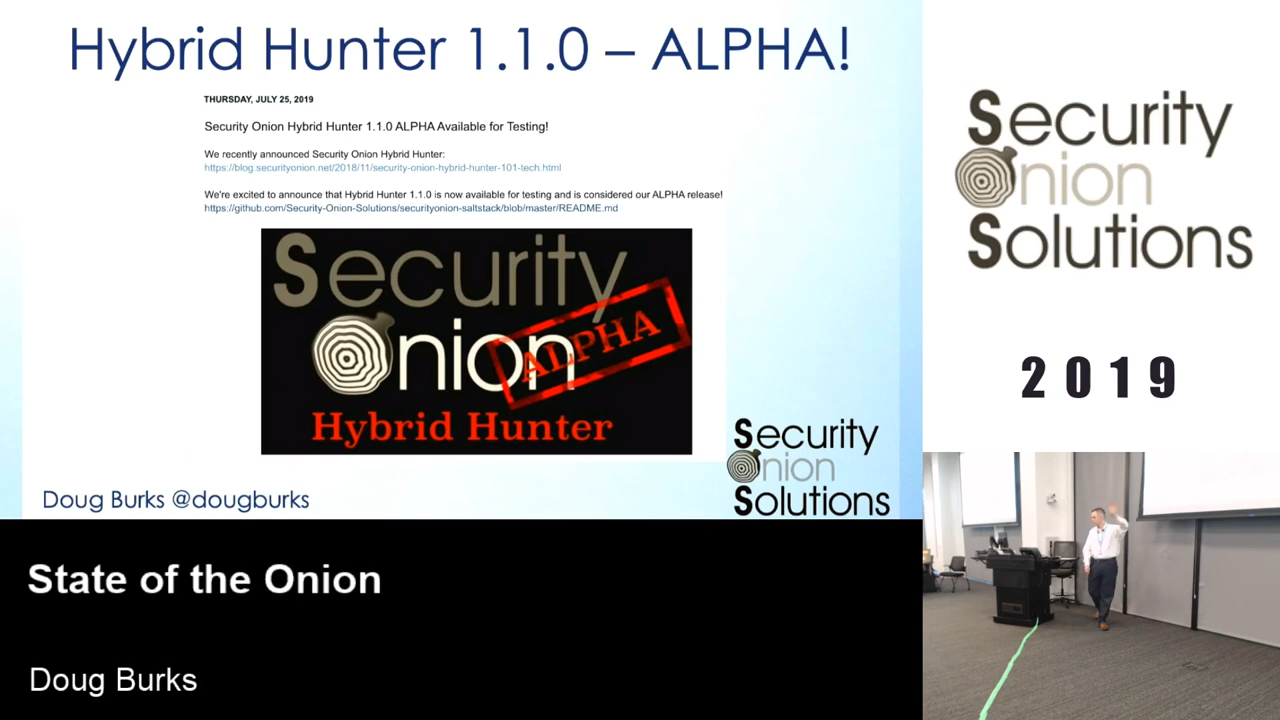 Hybrid Hunter 1.1.0 – ALPHA!
THURSDAY, JULY 25, 2019
Security Onion Hybrid Hunter 1.1.0 ALPHA Available for Testing!
We recently announced Security Onion Hybrid Hunter:
https://blog.securityonion.net/2018/11/security-onion-hybrid-hunter-101-tech.html
We're excited to announce that Hybrid Hunter 1.1.0 is now available for testing and is considered our ALPHA release!
https://github.com/Security-Onion-Solutions/securityonion-saltstack/blob/master/README.md
Security
Onion
ALPHA
Hybrid Hunter
Doug Burks @dougburks
Security
Onion
Solutions
Security
Onion
Solutions
2019
State of the Onion
Doug Burks